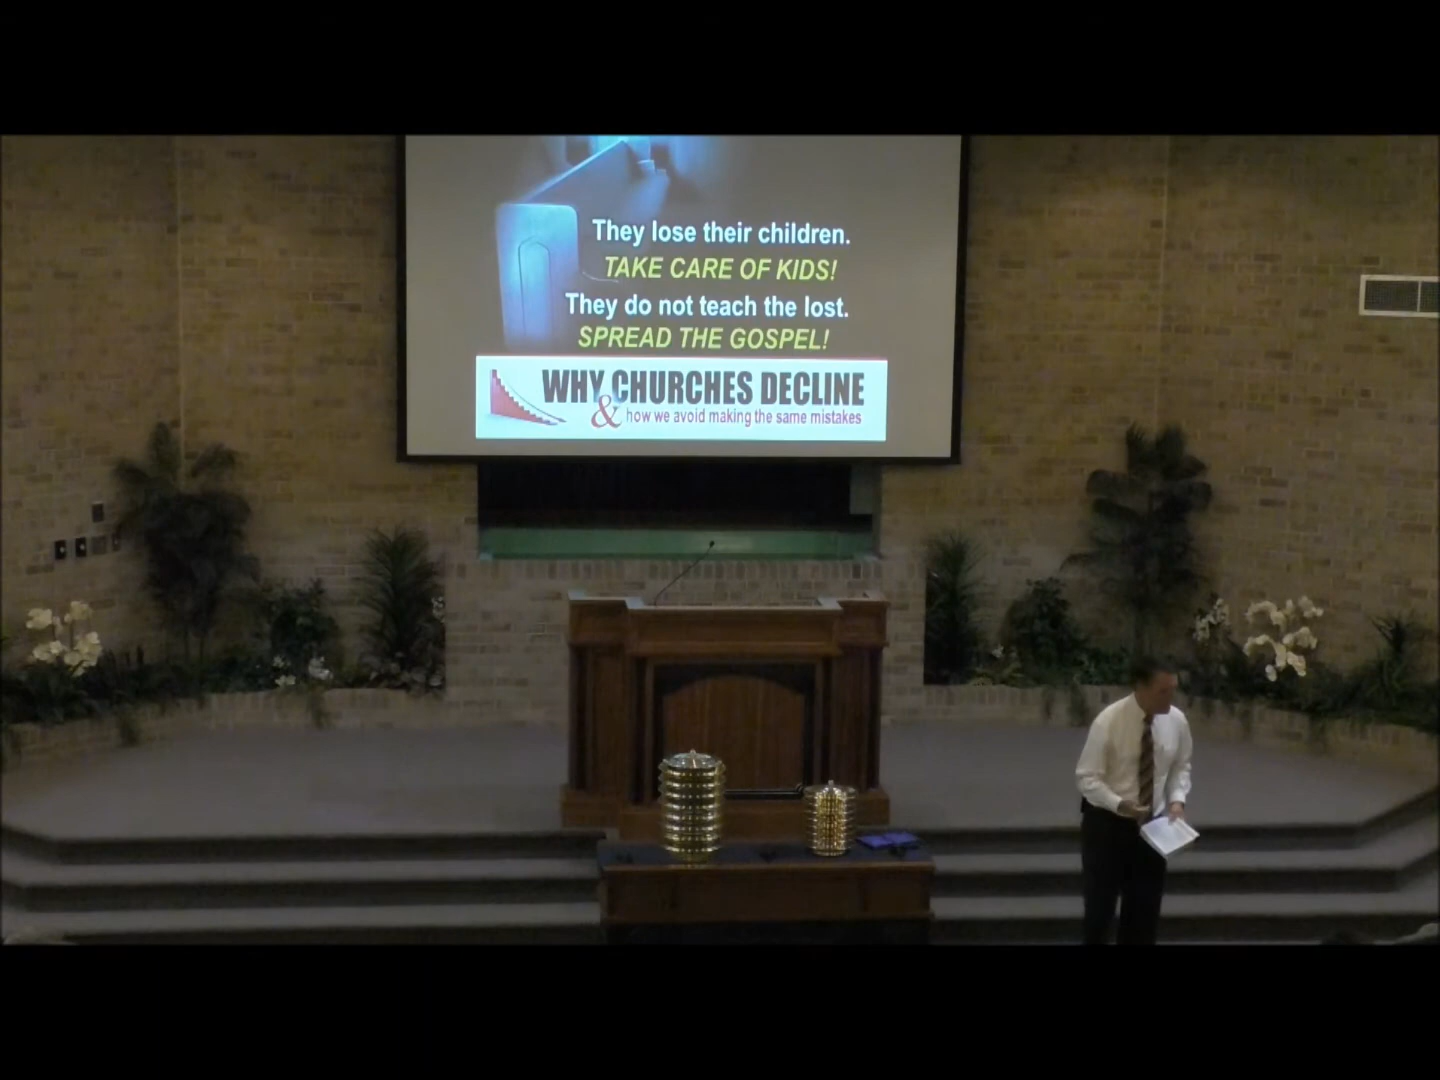 They lose their children.
TAKE CARE OF KIDS!
They do not teach the lost.
SPREAD THE GOSPEL!
WHY CHURCHES DECLINE
& how we avoid making the same mistakes